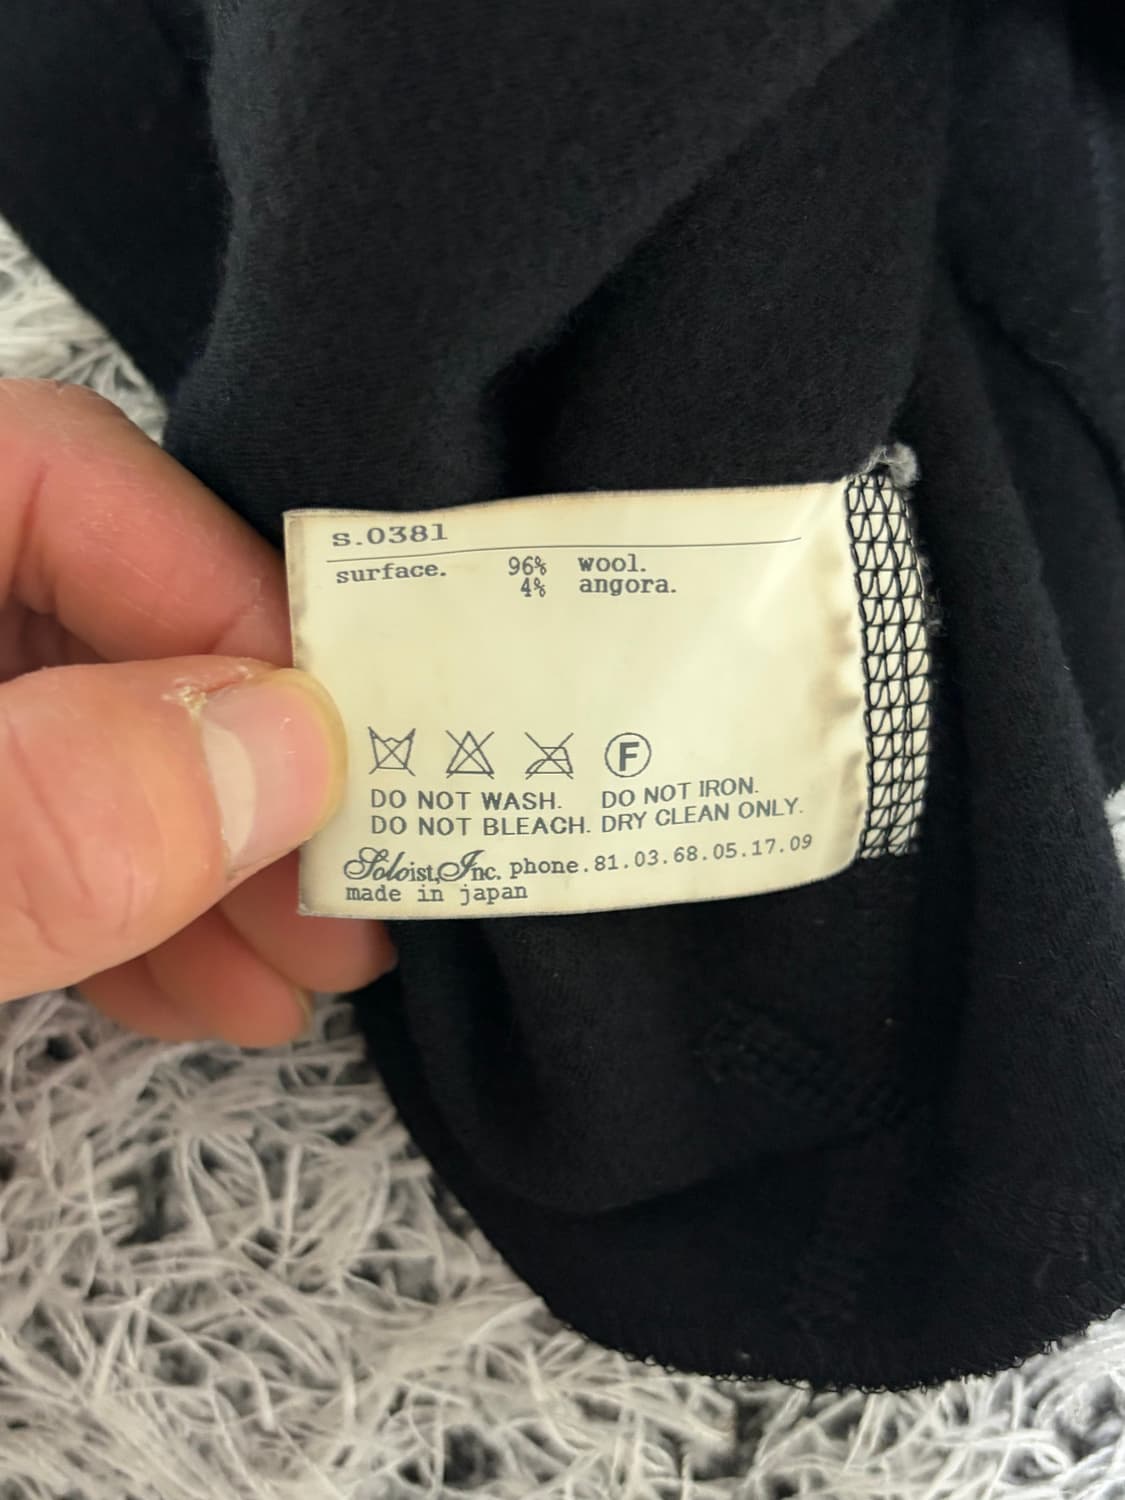 s.0381
surface. 96% wool.
4% angora.
F
DO NOT WASH. DO NOT IRON.
DO NOT BLEACH. DRY CLEAN ONLY.
Soloist,Inc. phone.81.03.68.05.17.09
made in japan